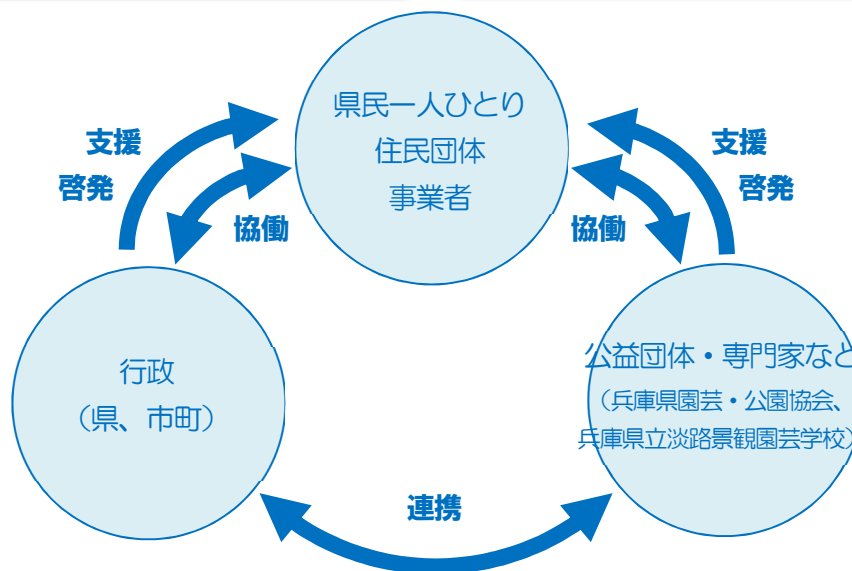 県民一人ひとり
住民団体
事業者
支援
啓発
協働
支援
啓発
協働
行政
（県、市町）
公益団体・専門家など
（兵庫県園芸・公園協会、
兵庫県立淡路景観園芸学校）
連携